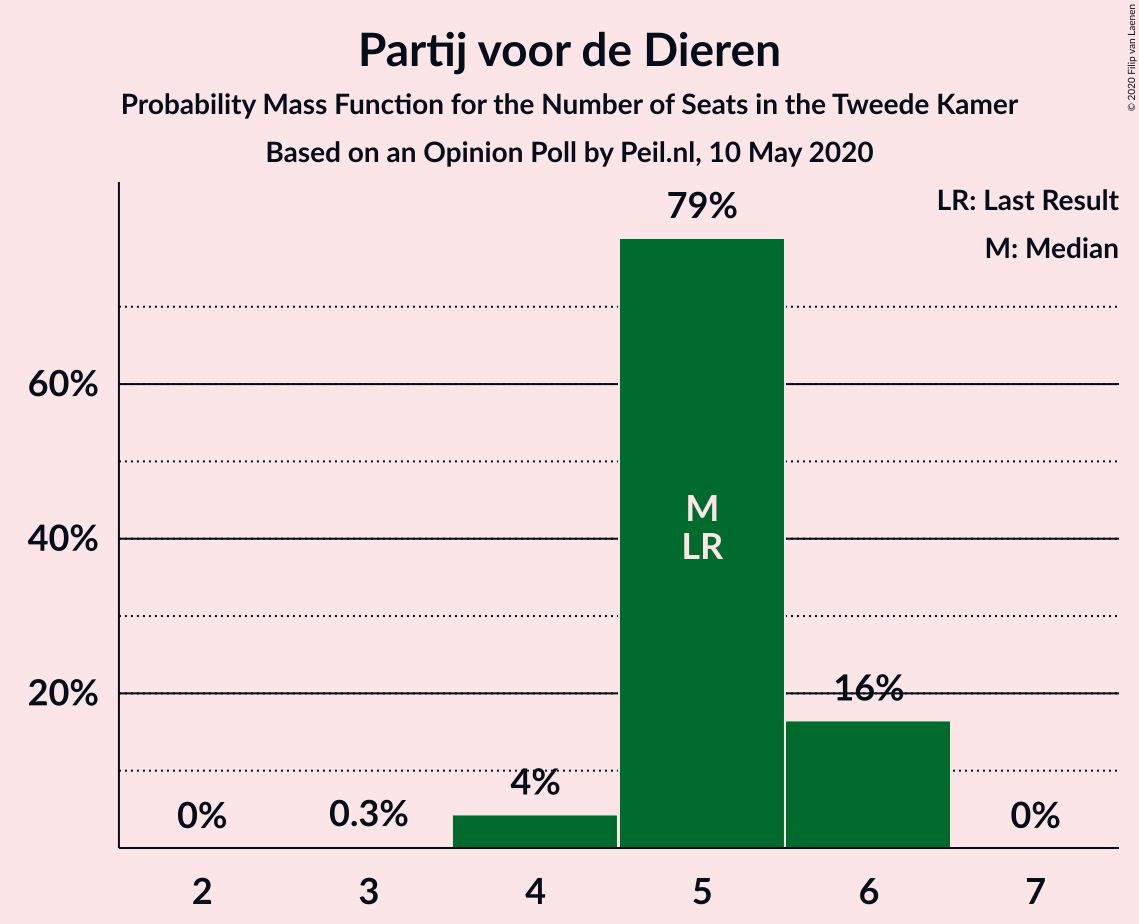 Partij voor de Dieren
Probability Mass Function for the Number of Seats in the Tweede Kamer
Based on an Opinion Poll by Peil.nl, 10 May 2020
© 2020 Filip van Laenen
LR: Last Result
M: Median
79%
60%
40%
20%
M
LR
16%
4%
0.3%
0%
0%
2 3 4 5 6 7